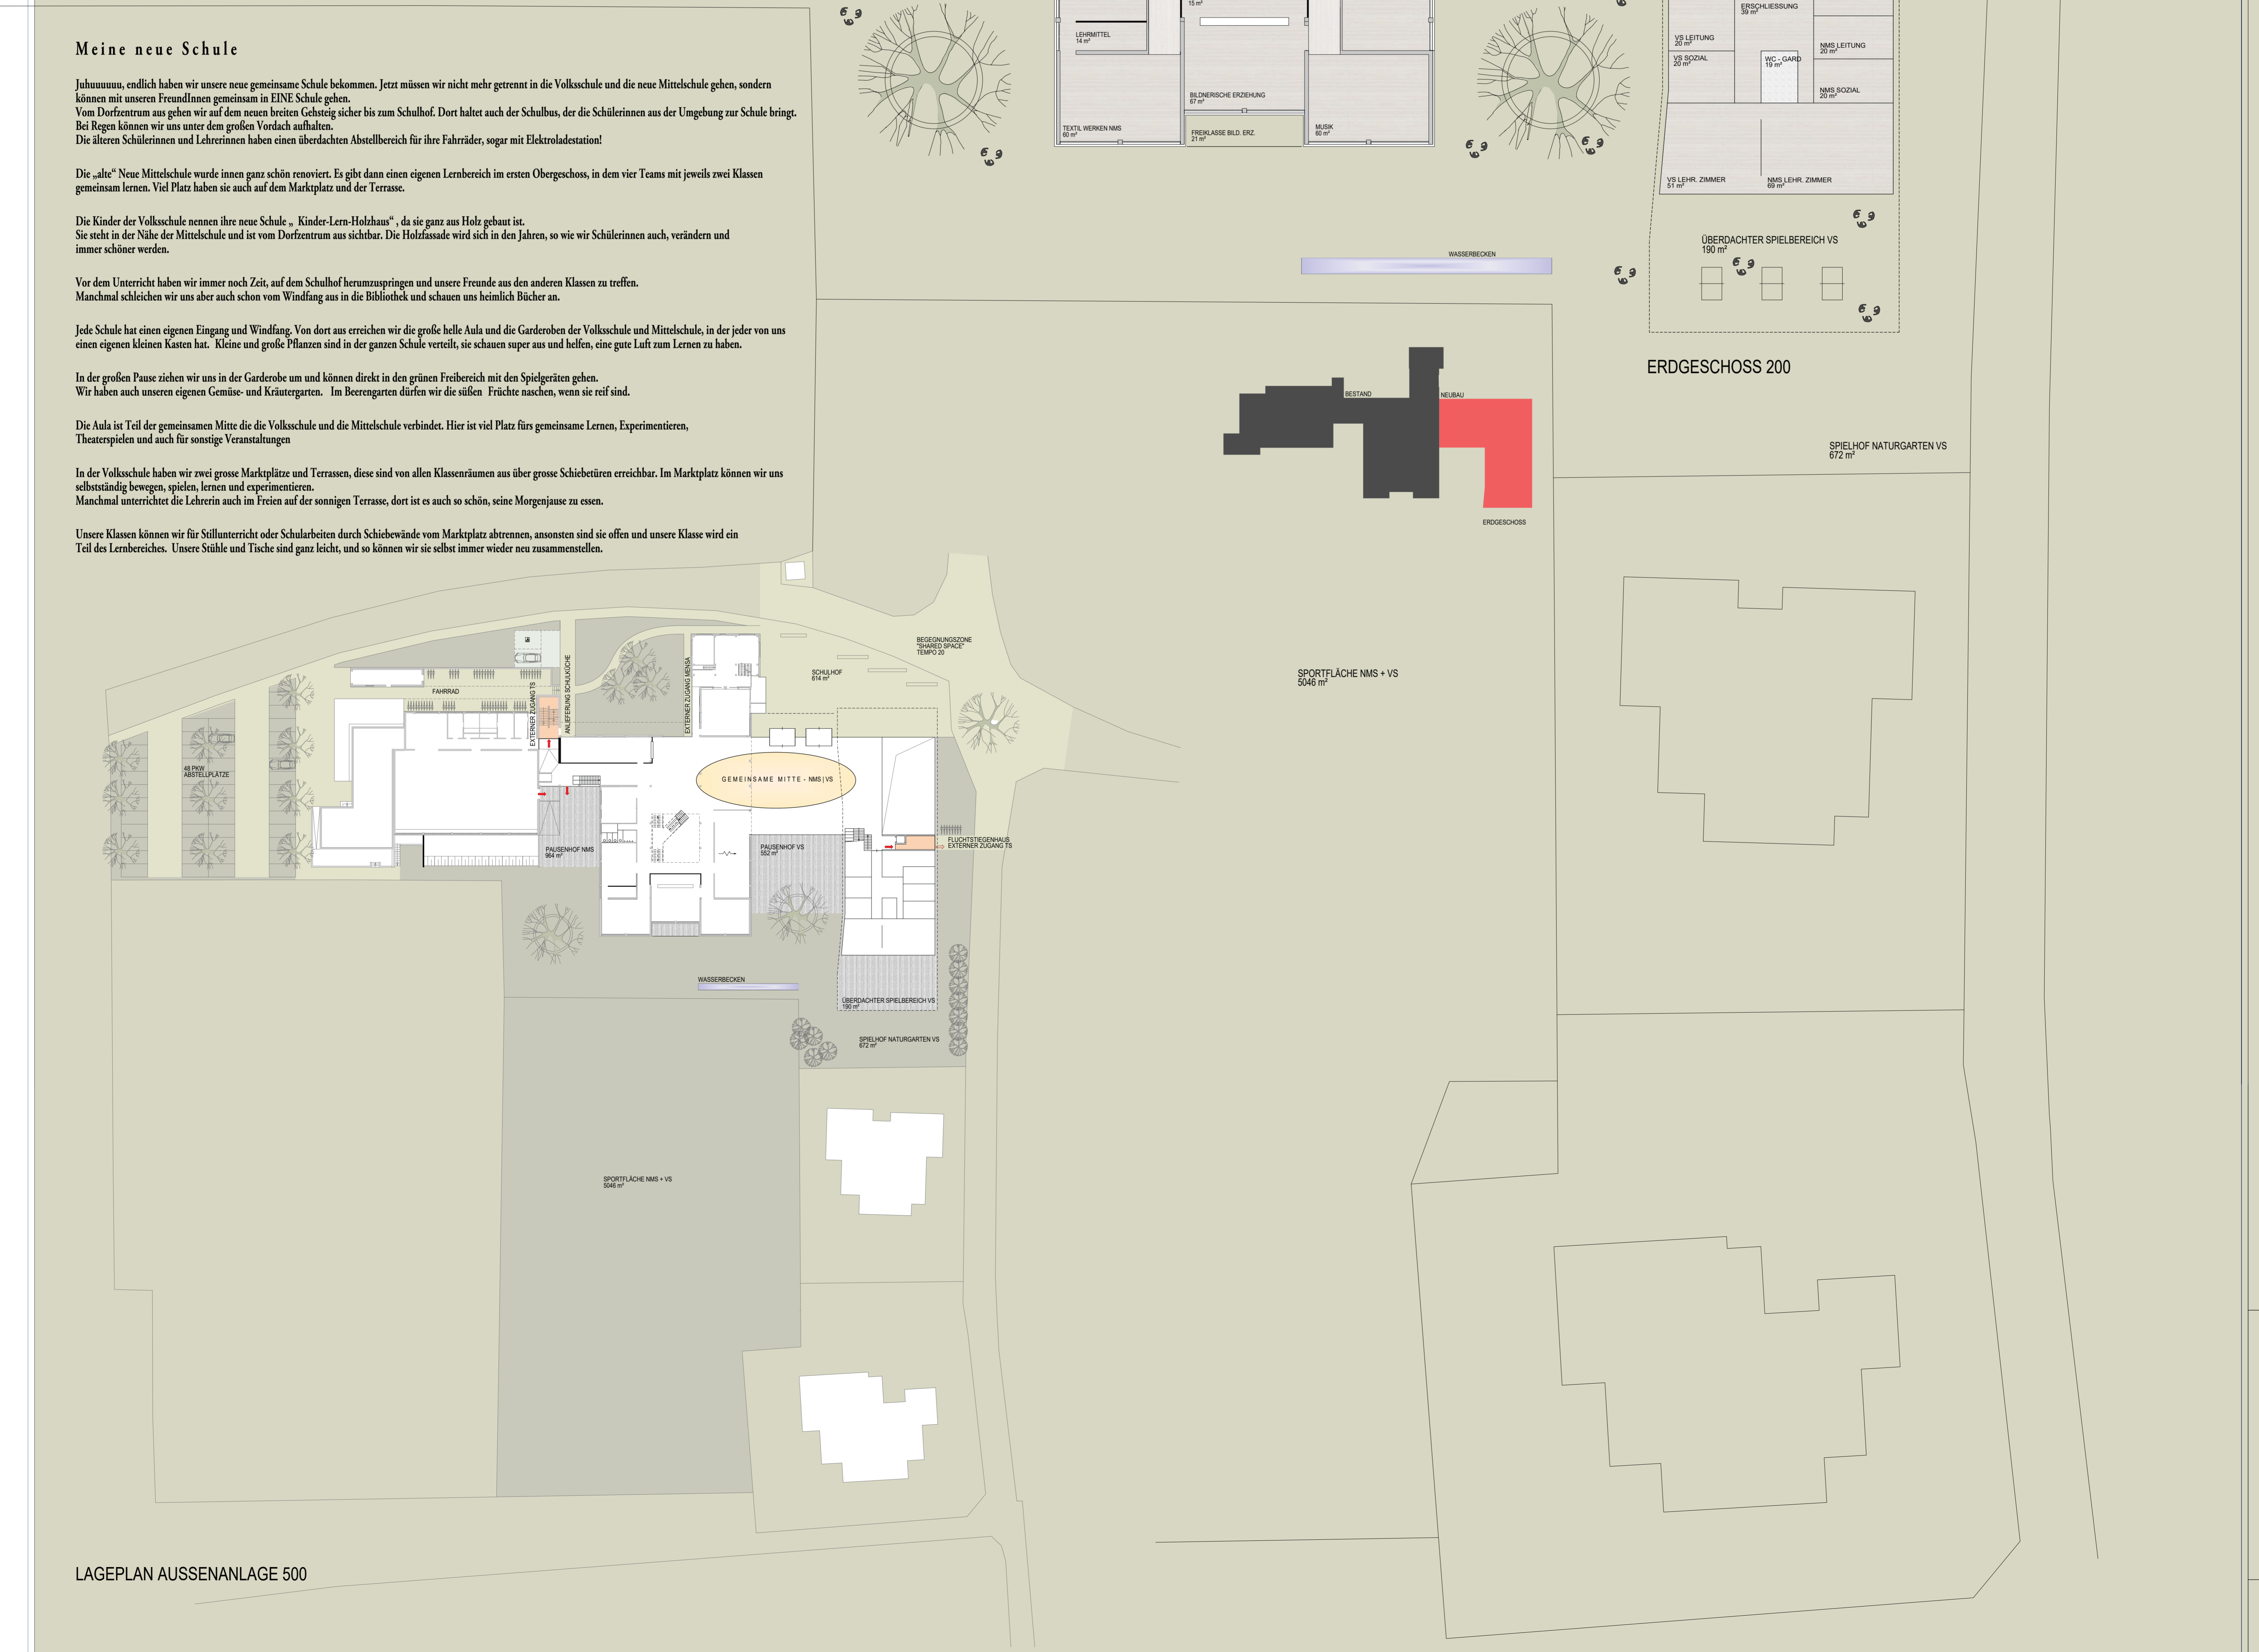 Meine neue Schule
Juhuuuuuu, endlich haben wir unsere neue gemeinsame Schule bekommen. Jetzt müssen wir nicht mehr getrennt in die Volksschule und die neue Mittelschule gehen, sondern
können mit unseren FreundInnen gemeinsam in EINE Schule gehen.
Vom Dorfzentrum aus gehen wir auf dem neuen breiten Gehsteig sicher bis zum Schulhof. Dort haltet auch der Schulbus, der die Schülerinnen aus der Umgebung zur Schule bringt.
Bei Regen können wir uns unter dem großen Vordach aufhalten.
Die älteren Schülerinnen und Lehrerinnen haben einen überdachten Abstellbereich für ihre Fahrräder, sogar mit Elektroladestation!
Die „alte“ Neue Mittelschule wurde innen ganz schön renoviert. Es gibt dann einen eigenen Lernbereich im ersten Obergeschoss, in dem vier Teams mit jeweils zwei Klassen
gemeinsam lernen. Viel Platz haben sie auch auf dem Marktplatz und der Terrasse.
Die Kinder der Volksschule nennen ihre neue Schule „ Kinder-Lern-Holzhaus“ , da sie ganz aus Holz gebaut ist.
Sie steht in der Nähe der Mittelschule und ist vom Dorfzentrum aus sichtbar. Die Holzfassade wird sich in den Jahren, so wie wir Schülerinnen auch, verändern und
immer schöner werden.
Vor dem Unterricht haben wir immer noch Zeit, auf dem Schulhof herumzuspringen und unsere Freunde aus den anderen Klassen zu treffen.
Manchmal schleichen wir uns aber auch schon vom Windfang aus in die Bibliothek und schauen uns heimlich Bücher an.
Jede Schule hat einen eigenen Eingang und Windfang. Von dort aus erreichen wir die große helle Aula und die Garderoben der Volksschule und Mittelschule, in der jeder von uns
einen eigenen kleinen Kasten hat. Kleine und große Pflanzen sind in der ganzen Schule verteilt, sie schauen super aus und helfen, eine gute Luft zum Lernen zu haben.
In der großen Pause ziehen wir uns in der Garderobe um und können direkt in den grünen Freibereich mit den Spielgeräten gehen.
Wir haben auch unseren eigenen Gemüse- und Kräutergarten. Im Beerengarten dürfen wir die süßen Früchte naschen, wenn sie reif sind.
Die Aula ist Teil der gemeinsamen Mitte die die Volksschule und die Mittelschule verbindet. Hier ist viel Platz fürs gemeinsame Lernen, Experimentieren,
Theaterspielen und auch für sonstige Veranstaltungen
In der Volksschule haben wir zwei grosse Marktplätze und Terrassen, diese sind von allen Klassenräumen aus über grosse Schiebetüren erreichbar. Im Marktplatz können wir uns
selbstständig bewegen, spielen, lernen und experimentieren.
Manchmal unterrichtet die Lehrerin auch im Freien auf der sonnigen Terrasse, dort ist es auch so schön, seine Morgenjause zu essen.
Unsere Klassen können wir für Stillunterricht oder Schularbeiten durch Schiebewände vom Marktplatz abtrennen, ansonsten sind sie offen und unsere Klasse wird ein
Teil des Lernbereiches. Unsere Stühle und Tische sind ganz leicht, und so können wir sie selbst immer wieder neu zusammenstellen.
15 m²
LEHRMITTEL
14 m²
BILDNERISCHE ERZIEHUNG
67 m²
TEXTIL WERKEN NMS
60 m²
FREIKLASSE BILD. ERZ.
21 m²
MUSIK
60 m²
ERSCHLIESSUNG
39 m²
VS LEITUNG
20 m²
NMS LEITUNG
20 m²
VS SOZIAL
20 m²
WC - GARD
19 m²
NMS SOZIAL
20 m²
VS LEHR. ZIMMER
51 m²
NMS LEHR. ZIMMER
69 m²
ÜBERDACHTER SPIELBEREICH VS
190 m²
WASSERBECKEN
ERDGESCHOSS 200
BESTAND
NEUBAU
ERDGESCHOSS
SPIELHOF NATURGARTEN VS
672 m²
SPORTFLÄCHE NMS + VS
5046 m²
BEGEGNUNGSZONE
"SHARED SPACE"
TEMPO 20
SCHULHOF
614 m²
FAHRRAD
EXTERNER ZUGANG TS
ANLIEFERUNG SCHULKÜCHE
EXTERNER ZUGANG MENSA
48 PKW
ABSTELLPLÄTZE
GEMEINSAME MITTE - NMS|VS
PAUSENHOF NMS
964 m²
PAUSENHOF VS
552 m²
FLUCHTSTIEGENHAUS
EXTERNER ZUGANG TS
WASSERBECKEN
ÜBERDACHTER SPIELBEREICH VS
190 m²
SPIELHOF NATURGARTEN VS
672 m²
SPORTFLÄCHE NMS + VS
5046 m²
LAGEPLAN AUSSENANLAGE 500